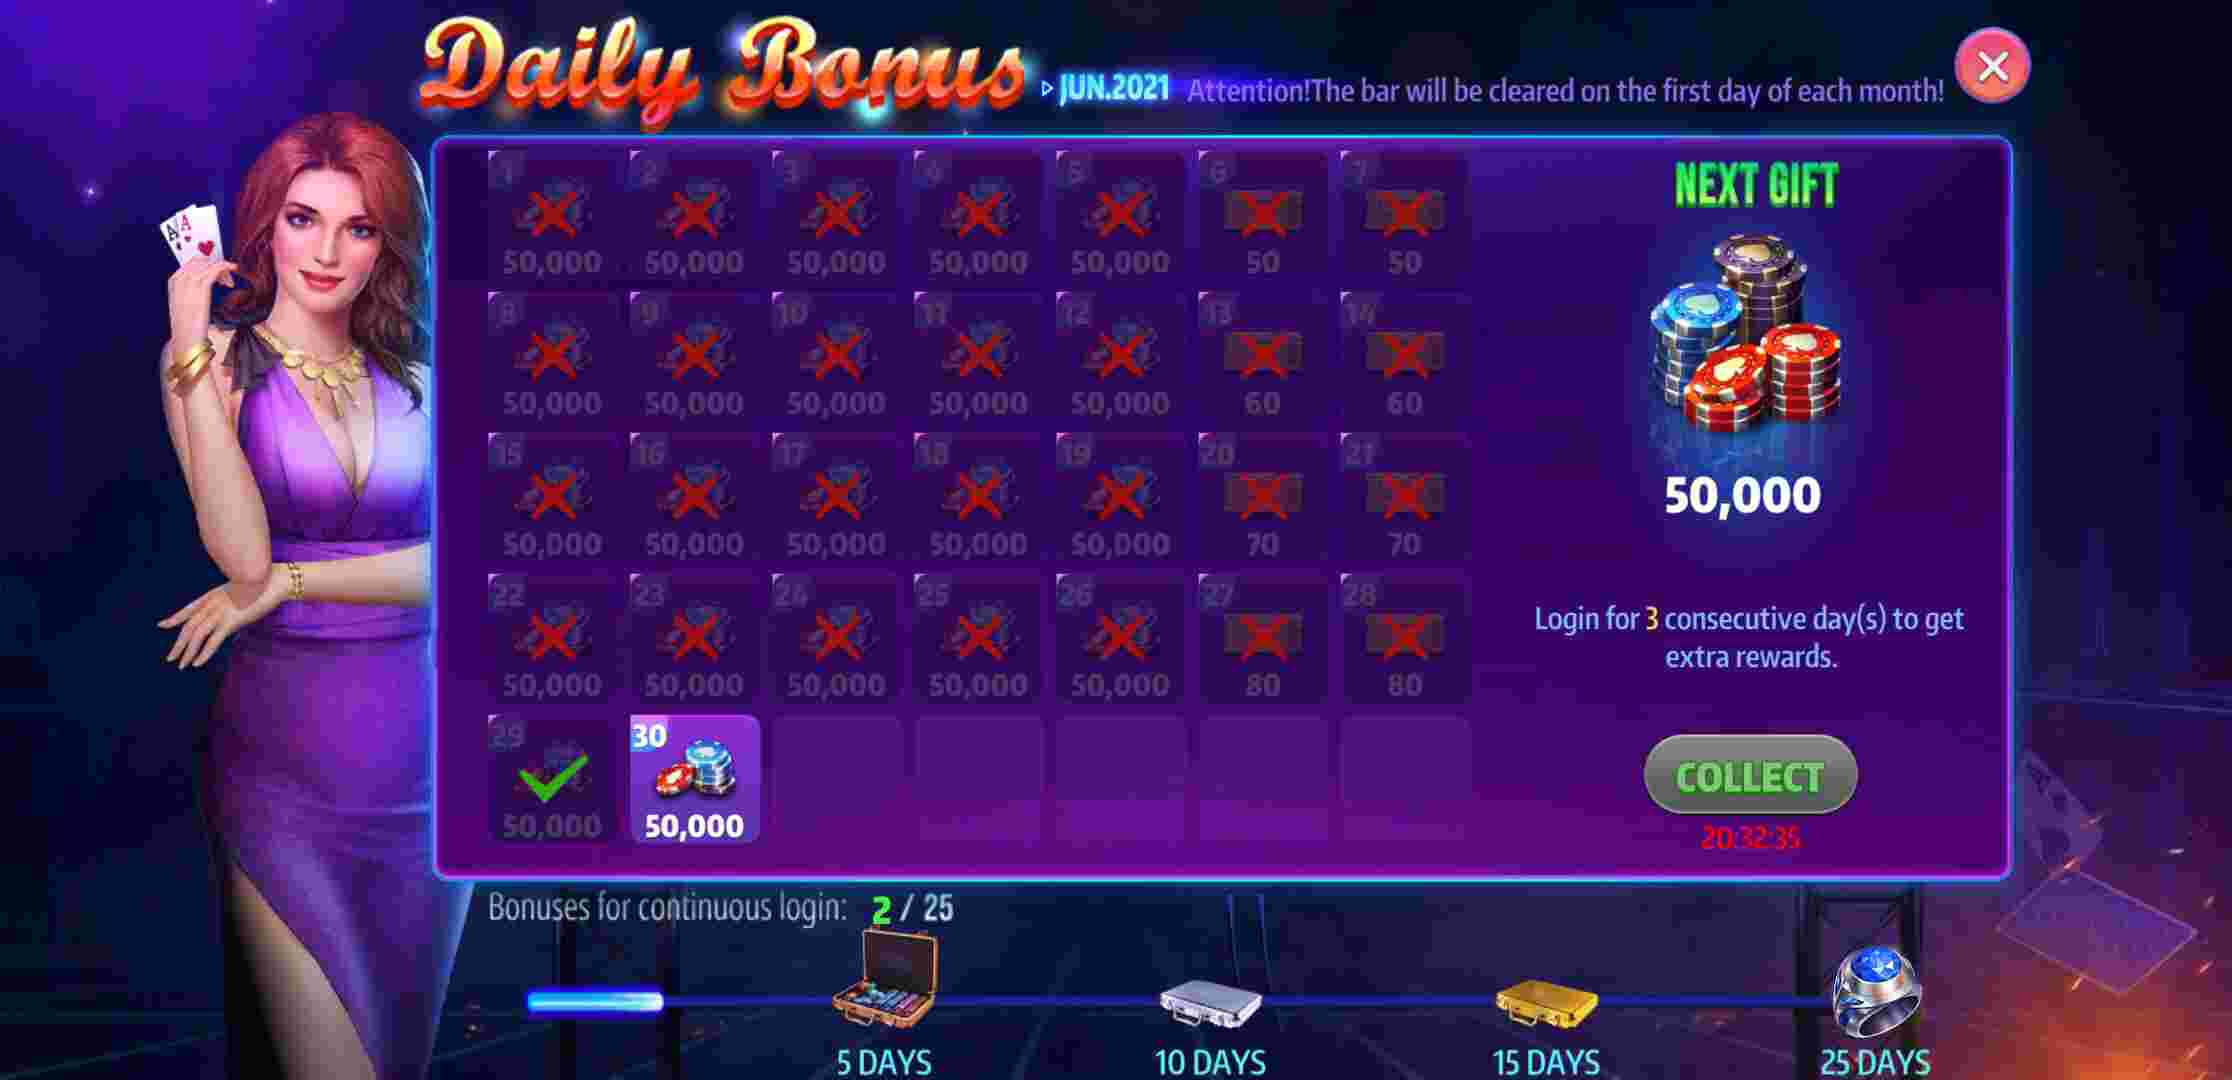 Daily Bonus
JUN.2021
Attention!The bar will be cleared on the first day of each month!
1 2 3 4 5 6 7
50,000 50,000 50,000 50,000 50,000 50 50
8 9 10 11 12 13 14
50,000 50,000 50,000 50,000 50,000 60 60
15 16 17 18 19 20 21
50,000 50,000 50,000 50,000 50,000 70 70
22 23 24 25 26 27 28
50,000 50,000 50,000 50,000 50,000 80 80
29 30
50,000 50,000
NEXT GIFT
50,000
Login for 3 consecutive day(s) to get
extra rewards.
COLLECT
20:32:35
Bonuses for continuous login: 2 / 25
5 DAYS 10 DAYS 15 DAYS 25 DAYS
A A